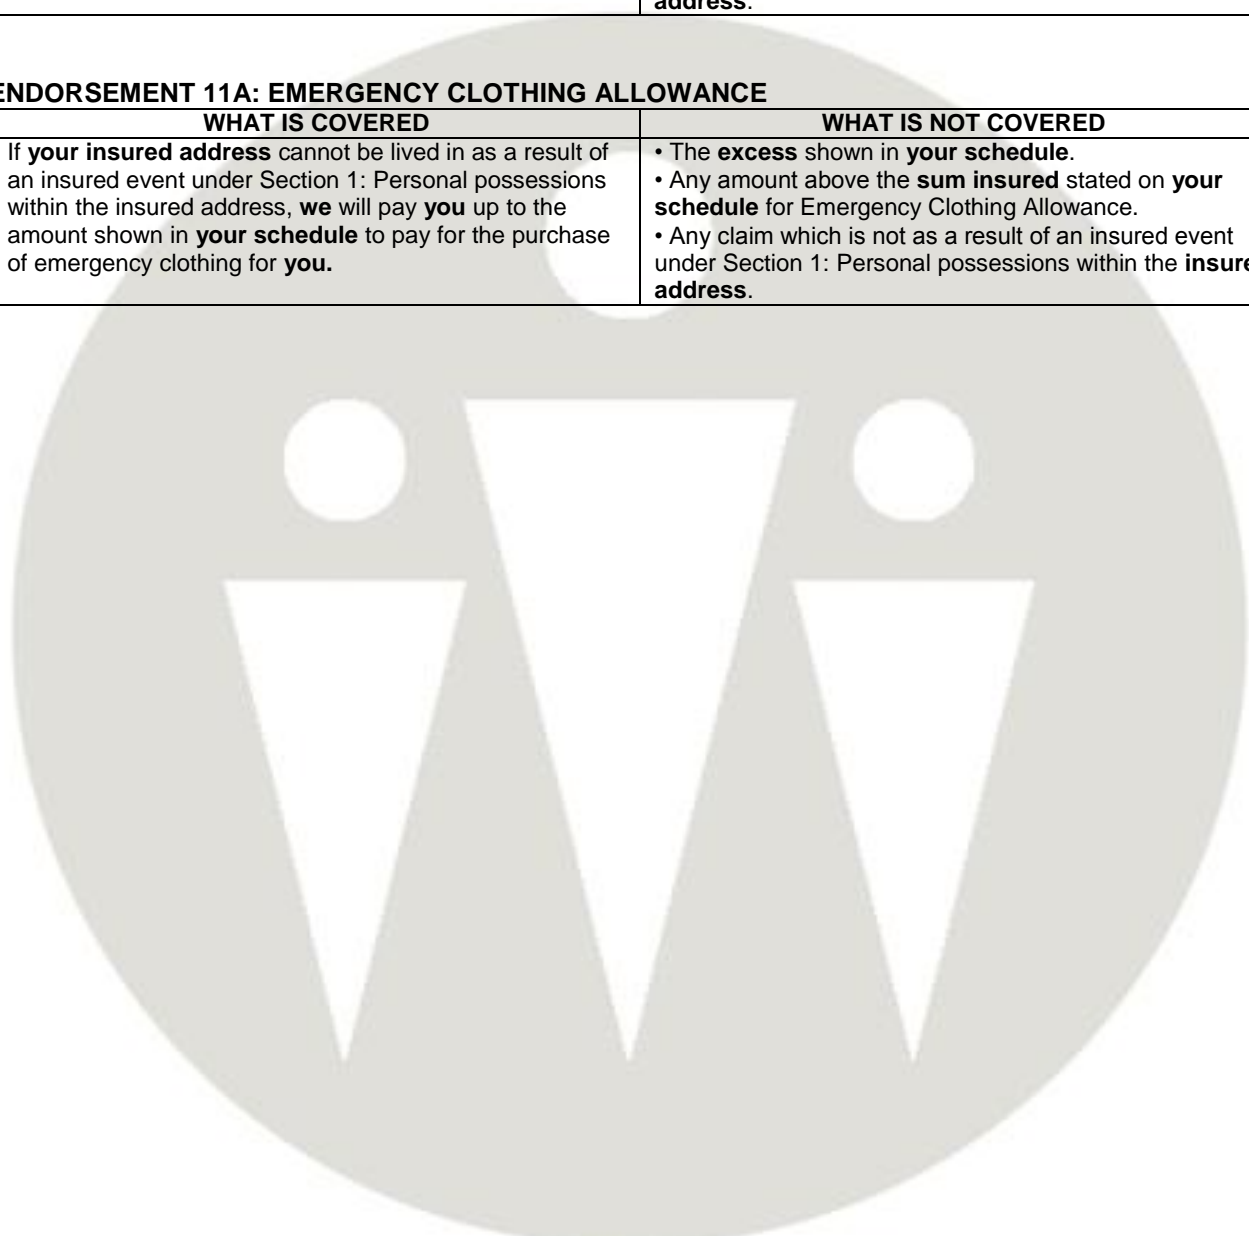 address.
ENDORSEMENT 11A: EMERGENCY CLOTHING ALLOWANCE
WHAT IS COVERED
If your insured address cannot be lived in as a result of
an insured event under Section 1: Personal possessions
within the insured address, we will pay you up to the
amount shown in your schedule to pay for the purchase
of emergency clothing for you.
WHAT IS NOT COVERED
• The excess shown in your schedule.
• Any amount above the sum insured stated on your
schedule for Emergency Clothing Allowance.
• Any claim which is not as a result of an insured event
under Section 1: Personal possessions within the insure
address.